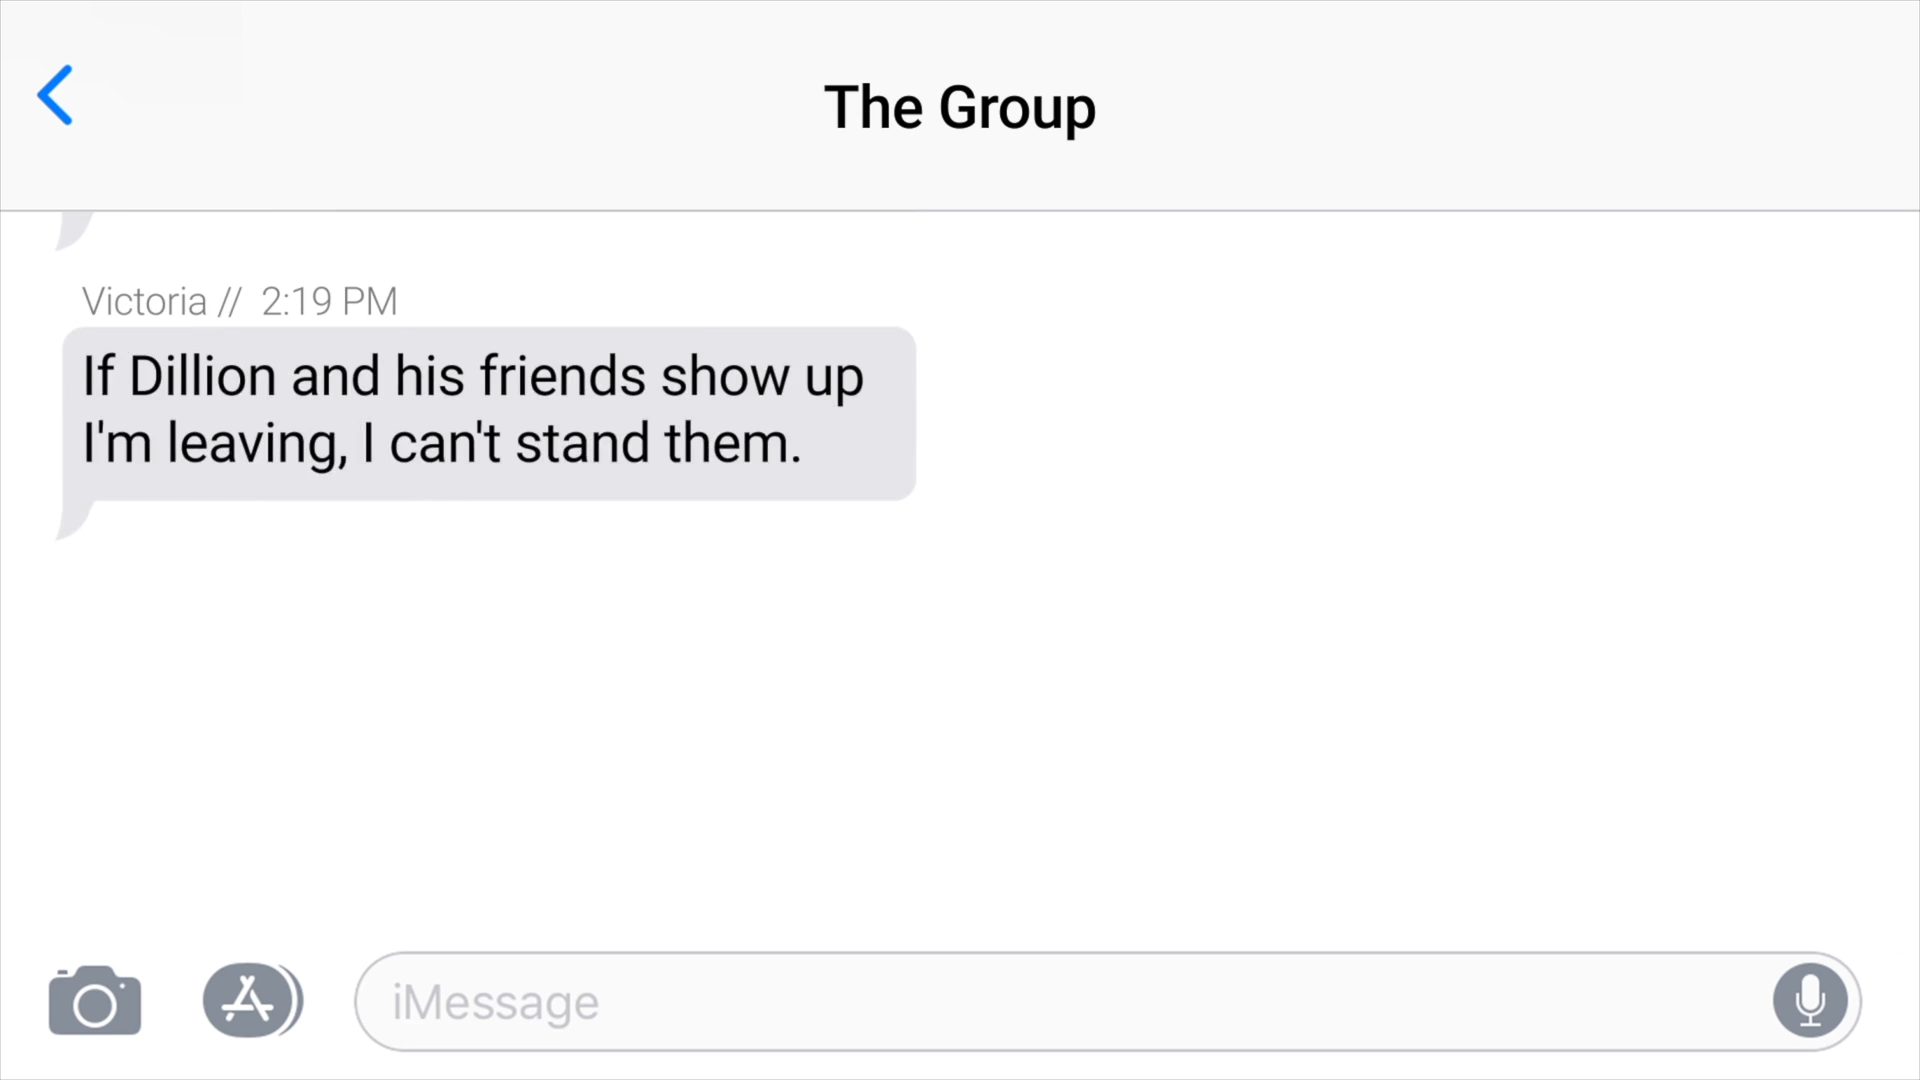 The Group
Victoria // 2:19 PM
If Dillion and his friends show up
I'm leaving, I can't stand them.
iMessage